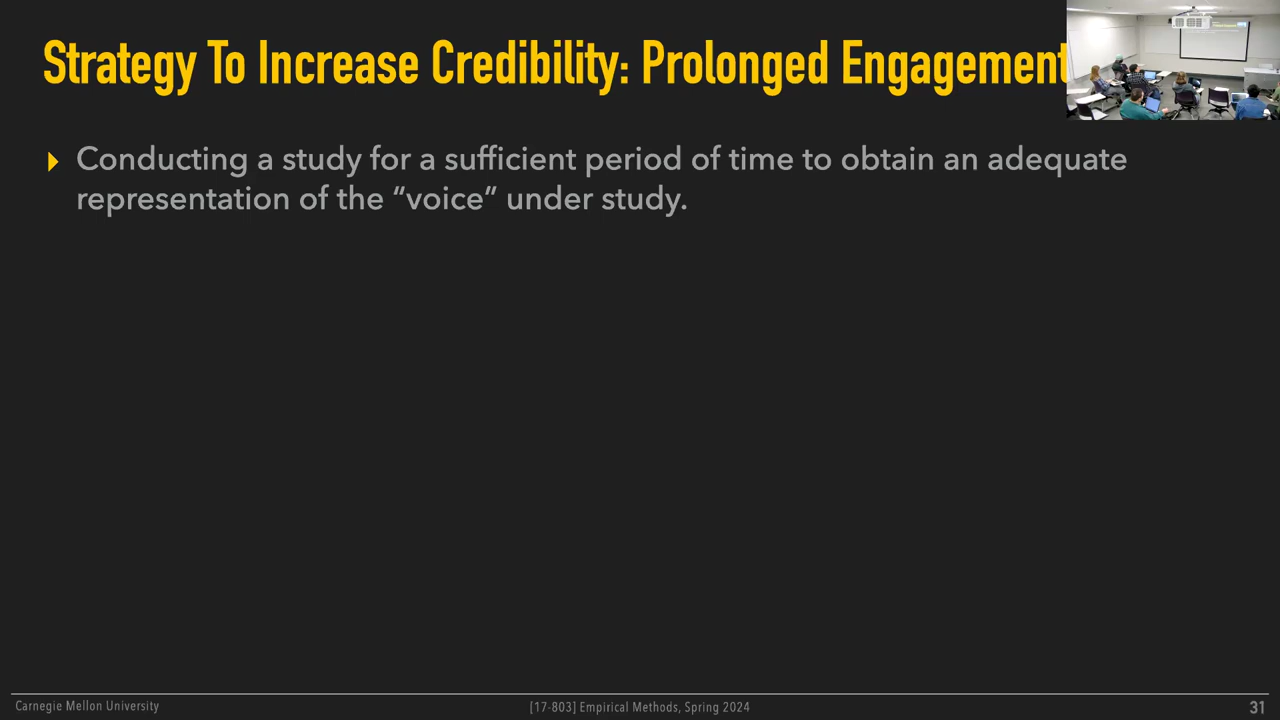 Strategy To Increase Credibility: Prolonged Engagement
Conducting a study for a sufficient period of time to obtain an adequate
representation of the “voice” under study.
Carnegie Mellon University
[17-803] Empirical Methods, Spring 2024
31